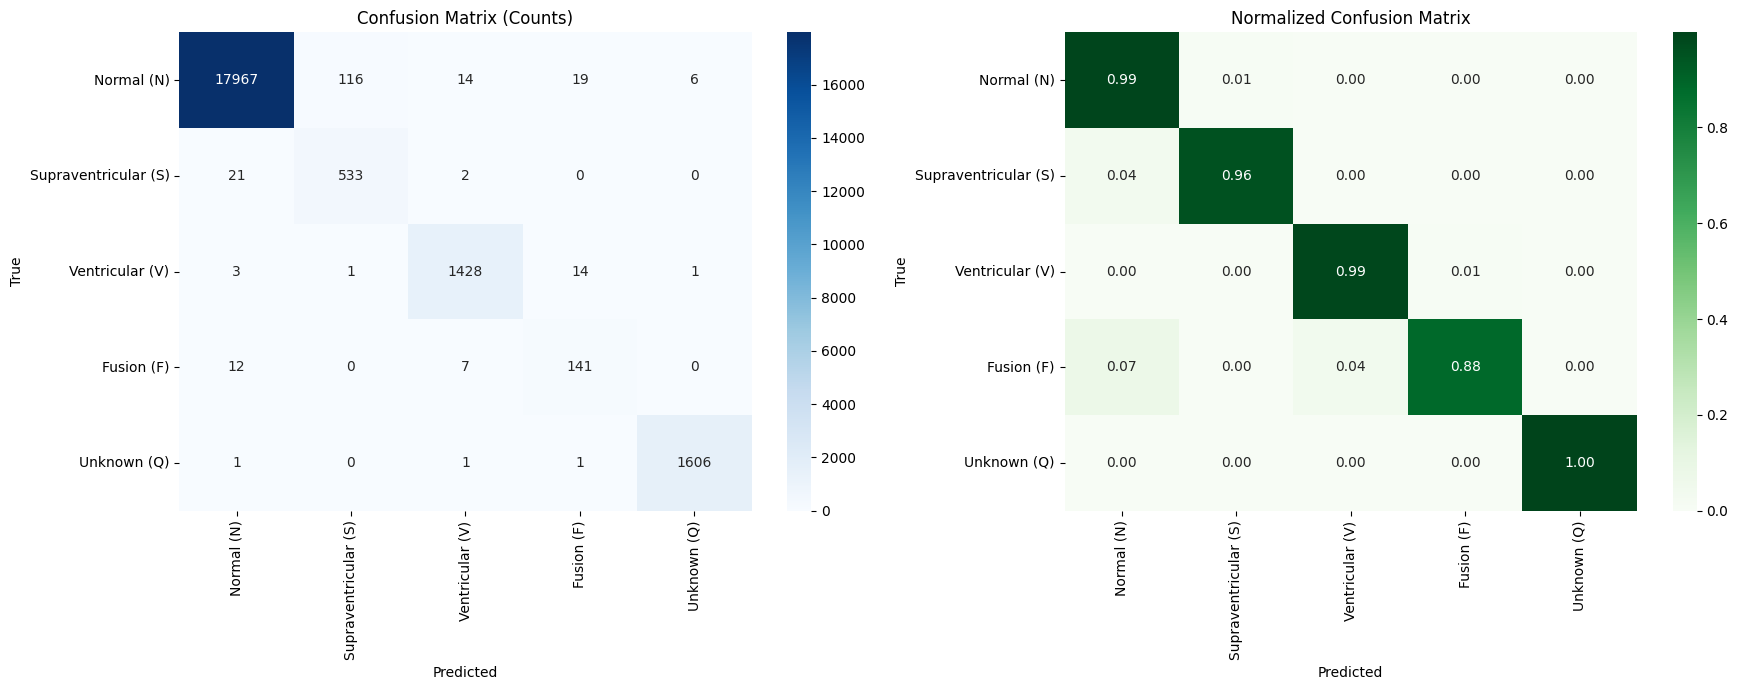 Confusion Matrix (Counts)
Normal (N) 17967 116 14 19 6
Supraventricular (S) 21 533 2 0 0
Ventricular (V) 3 1 1428 14 1
Fusion (F) 12 0 7 141 0
Unknown (Q) 1 0 1 1 1606
True
Normal (N)
Supraventricular (S)
Ventricular (V)
Fusion (F)
Unknown (Q)
Predicted
16000
14000
12000
10000
8000
6000
4000
2000
0
Normalized Confusion Matrix
Normal (N) 0.99 0.01 0.00 0.00 0.00
Supraventricular (S) 0.04 0.96 0.00 0.00 0.00
Ventricular (V) 0.00 0.00 0.99 0.01 0.00
Fusion (F) 0.07 0.00 0.04 0.88 0.00
Unknown (Q) 0.00 0.00 0.00 0.00 1.00
True
Normal (N)
Supraventricular (S)
Ventricular (V)
Fusion (F)
Unknown (Q)
Predicted
0.8
0.6
0.4
0.2
0.0